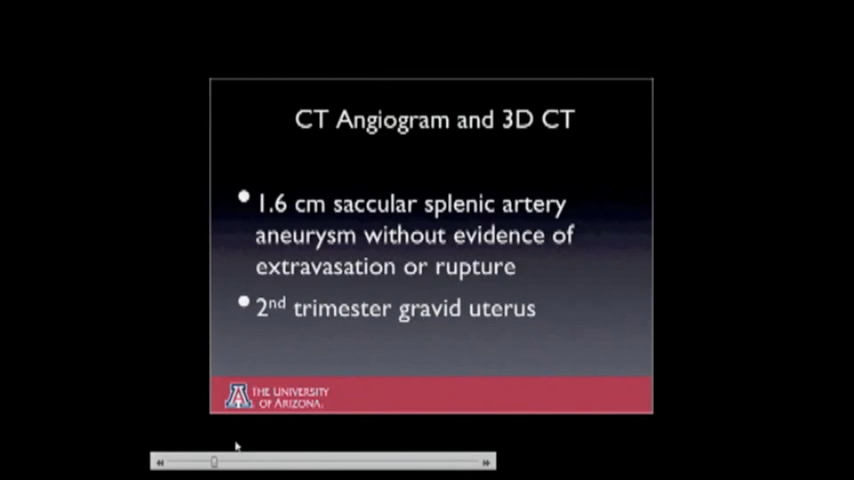 CT Angiogram and 3D CT
• 1.6 cm saccular splenic artery
aneurysm without evidence of
extravasation or rupture
• 2nd trimester gravid uterus
THE UNIVERSITY
OF ARIZONA.